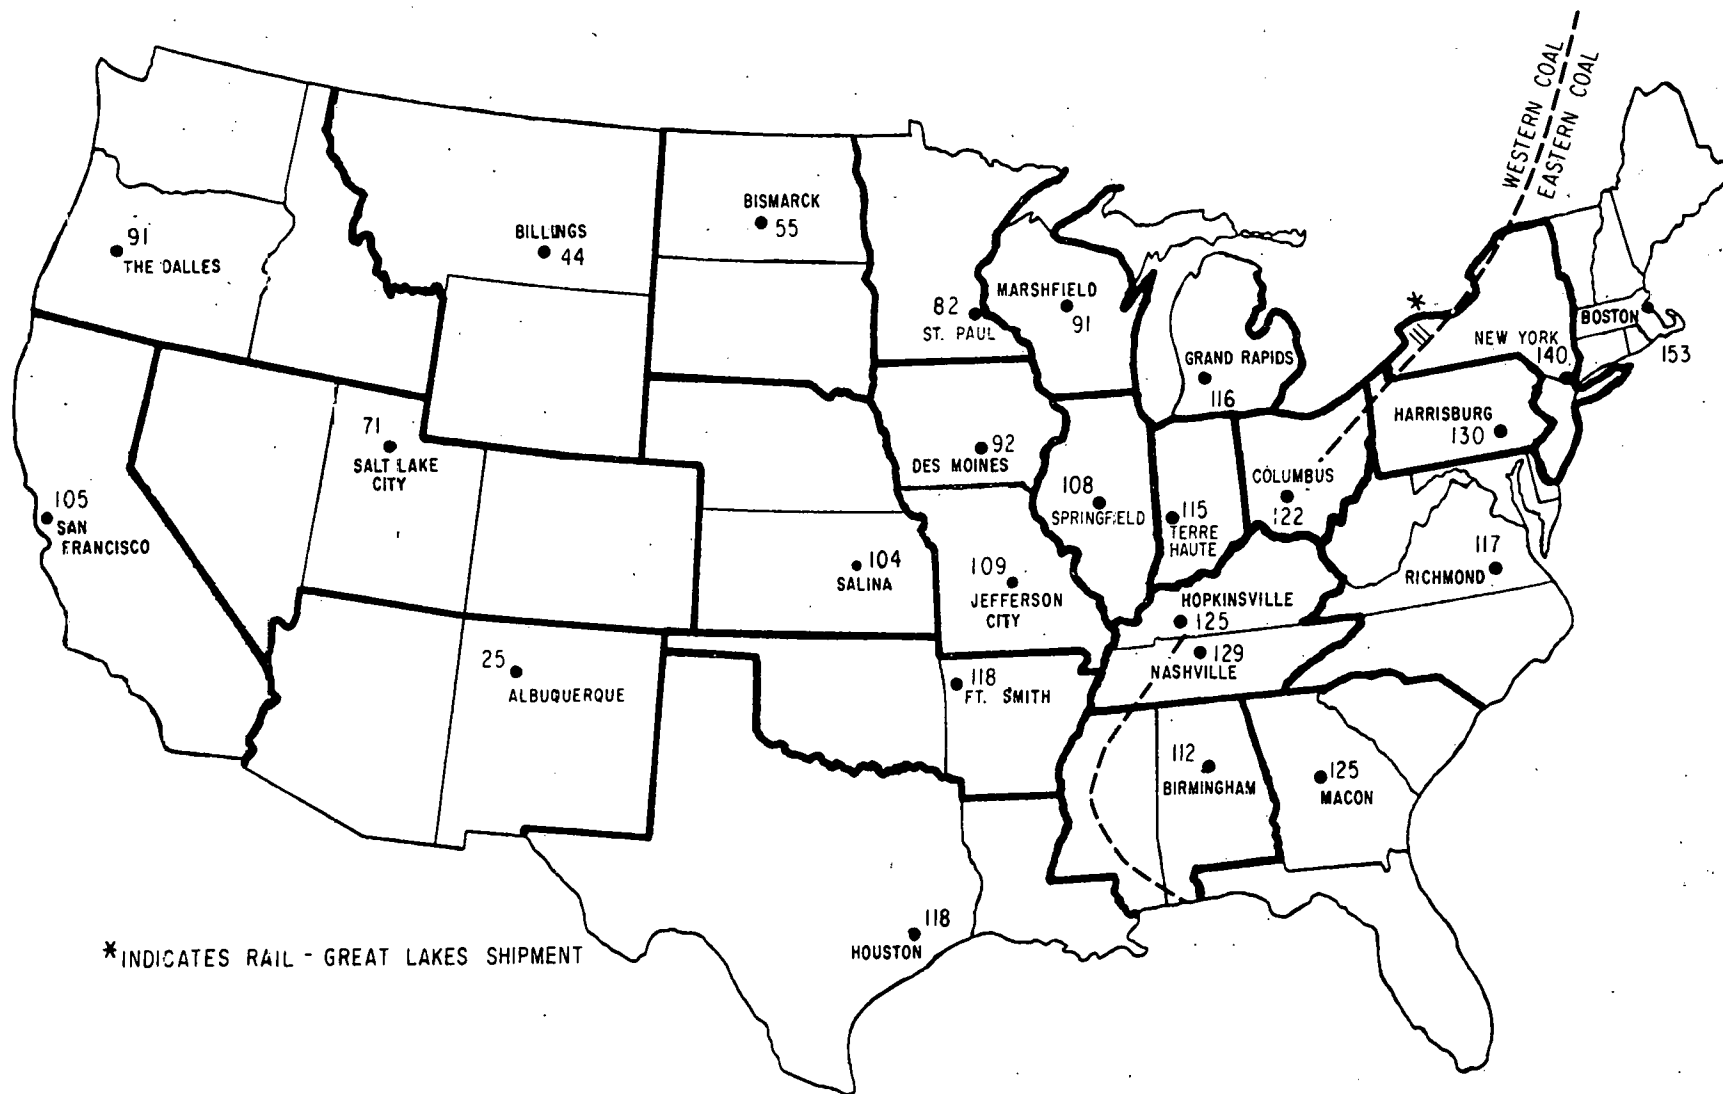 WESTERN COAL
EASTERN COAL
91
THE DALLES
BILLINGS
44
BISMARCK
55
82
ST. PAUL
MARSHFIELD
91
GRAND RAPIDS
116
*
111
NEW YORK
140
BOSTON
153
HARRISBURG
130
71
SALT LAKE
CITY
92
DES MOINES
COLUMBUS
122
105
SAN
FRANCISCO
108
SPRINGFIELD
115
TERRE
HAUTE
104
SALINA
109
JEFFERSON
CITY
117
RICHMOND
HOPKINSVILLE
125
129
NASHVILLE
25
ALBUQUERQUE
118
FT. SMITH
112
BIRMINGHAM
125
MACON
118
HOUSTON
*INDICATES RAIL - GREAT LAKES SHIPMENT